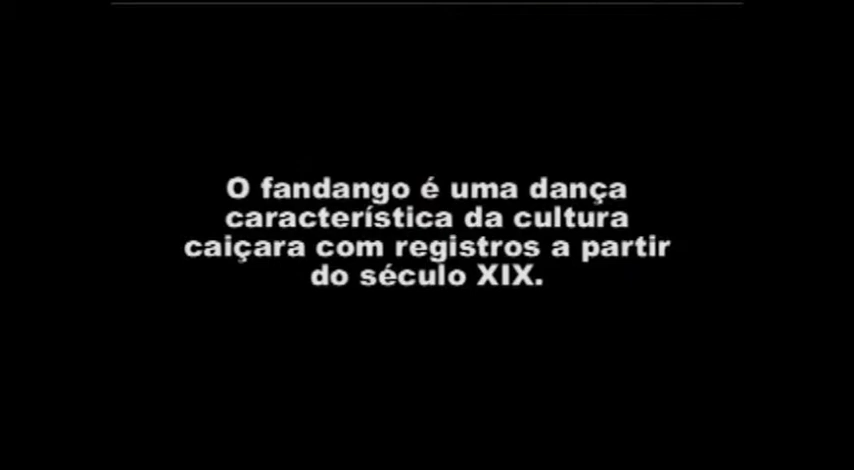 O fandango é uma dança
característica da cultura
caiçara com registros a partir
do século XIX.